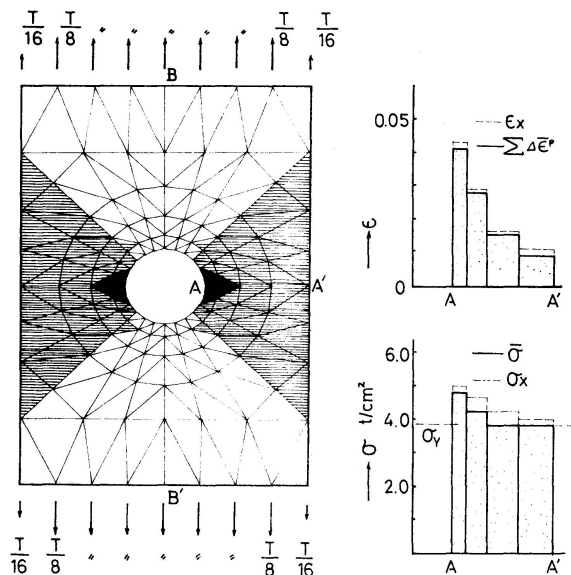 T/16 T/8 〃 〃 〃 〃 〃 T/8 T/16
B
A A'
B'
T/16 T/8 〃 〃 〃 〃 〃 T/8 T/16
0.05
εx
∑Δε̄ᵖ
ε
0
A A'
6.0
σ̄
σx
σ t/cm²
4.0
σY
2.0
A A'